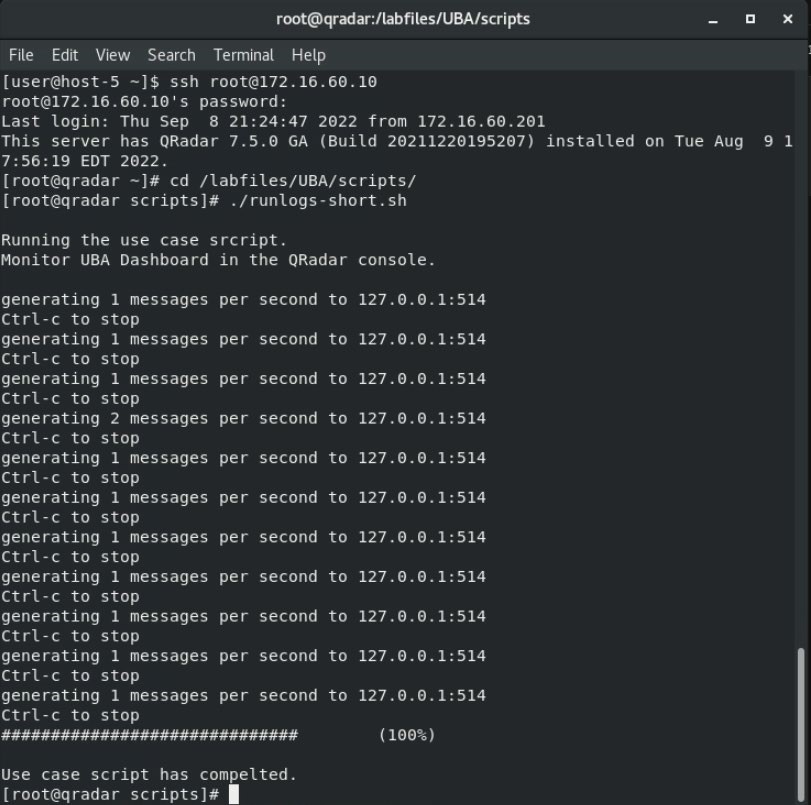 root@qradar:/labfiles/UBA/scripts
File Edit View Search Terminal Help
[user@host-5 ~]$ ssh root@172.16.60.10
root@172.16.60.10's password:
Last login: Thu Sep  8 21:24:47 2022 from 172.16.60.201
This server has QRadar 7.5.0 GA (Build 20211220195207) installed on Tue Aug  9 1
7:56:19 EDT 2022.
[root@qradar ~]# cd /labfiles/UBA/scripts/
[root@qradar scripts]# ./runlogs-short.sh
Running the use case srcript.
Monitor UBA Dashboard in the QRadar console.
generating 1 messages per second to 127.0.0.1:514
Ctrl-c to stop
generating 1 messages per second to 127.0.0.1:514
Ctrl-c to stop
generating 1 messages per second to 127.0.0.1:514
Ctrl-c to stop
generating 2 messages per second to 127.0.0.1:514
Ctrl-c to stop
generating 1 messages per second to 127.0.0.1:514
Ctrl-c to stop
generating 1 messages per second to 127.0.0.1:514
Ctrl-c to stop
generating 1 messages per second to 127.0.0.1:514
Ctrl-c to stop
generating 1 messages per second to 127.0.0.1:514
Ctrl-c to stop
generating 1 messages per second to 127.0.0.1:514
Ctrl-c to stop
generating 1 messages per second to 127.0.0.1:514
Ctrl-c to stop
generating 1 messages per second to 127.0.0.1:514
Ctrl-c to stop
##############################        (100%)
Use case script has compelted.
[root@qradar scripts]#